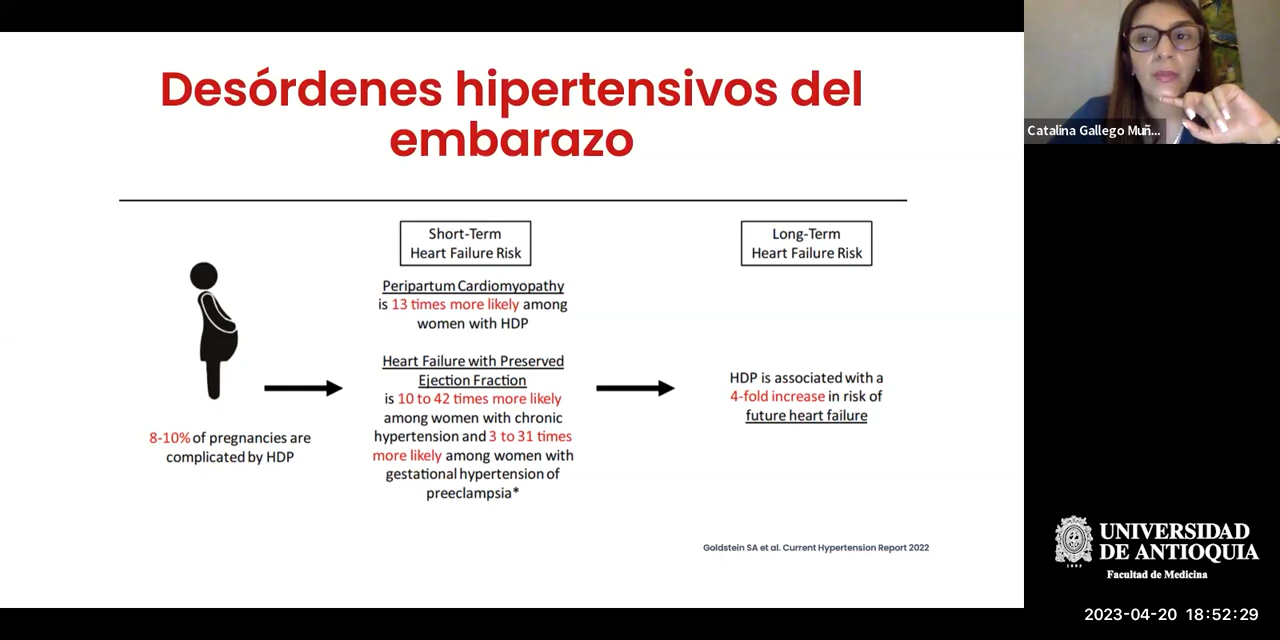 Desórdenes hipertensivos del
embarazo
Short-Term
Heart Failure Risk
Peripartum Cardiomyopathy
is 13 times more likely among
women with HDP
Heart Failure with Preserved
Ejection Fraction
is 10 to 42 times more likely
among women with chronic
hypertension and 3 to 31 times
more likely among women with
gestational hypertension of
preeclampsia*
Long-Term
Heart Failure Risk
HDP is associated with a
4-fold increase in risk of
future heart failure
8-10% of pregnancies are
complicated by HDP
Goldstein SA et al. Current Hypertension Report 2022
Catalina Gallego Muñ...
UNIVERSIDAD
DE ANTIOQUIA
1803
Facultad de Medicina
2023-04-20 18:52:29